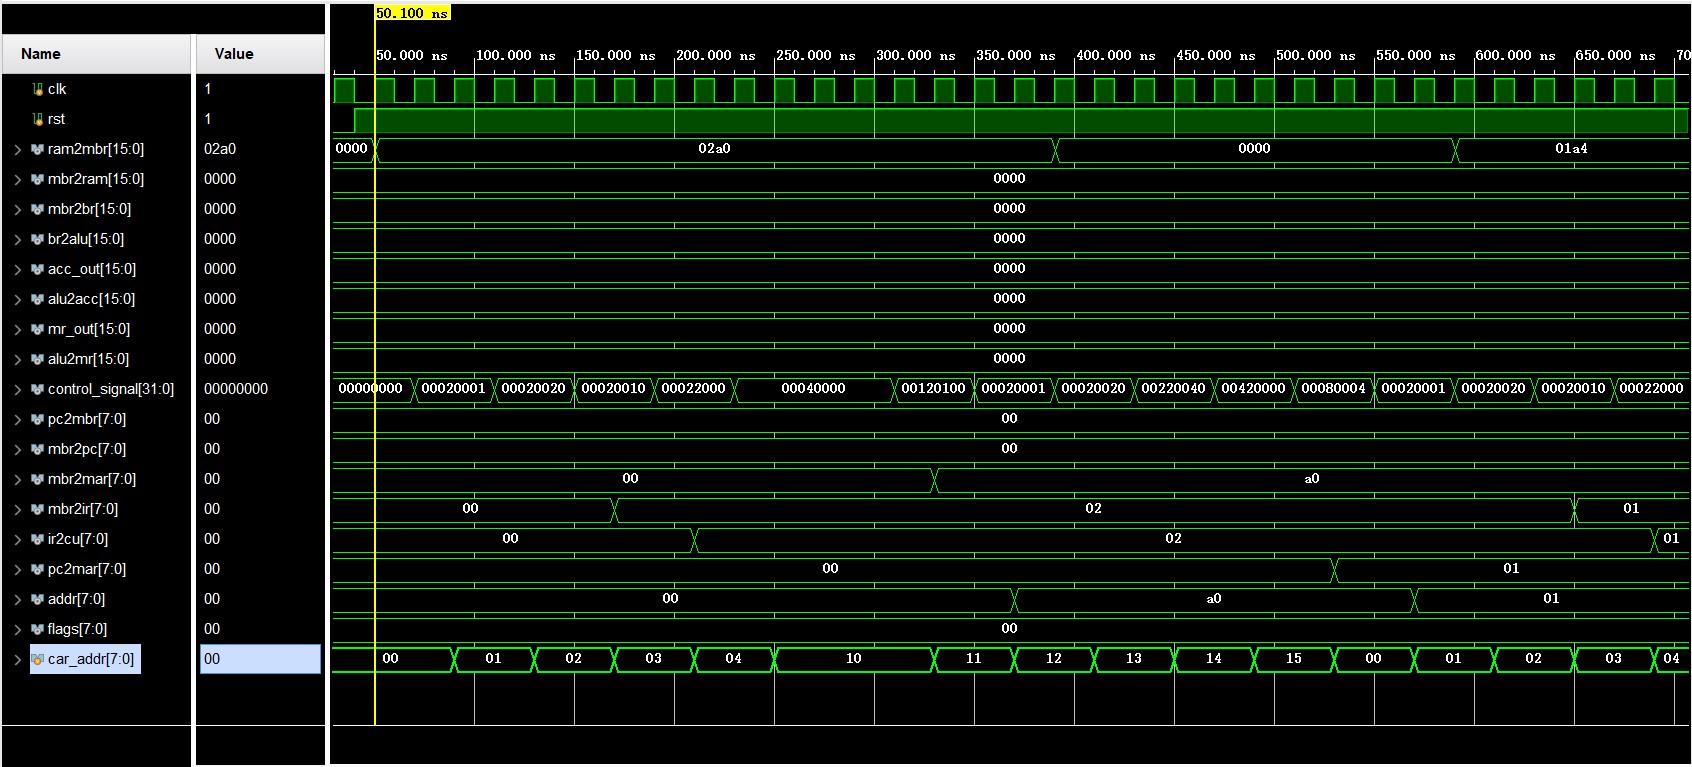 50.100 ns
Name Value 50.000 ns 100.000 ns 150.000 ns 200.000 ns 250.000 ns 300.000 ns 350.000 ns 400.000 ns 450.000 ns 500.000 ns 550.000 ns 600.000 ns 650.000 ns 70
clk 1
rst 1
ram2mbr[15:0] 02a0 0000 02a0 0000 01a4
mbr2ram[15:0] 0000 0000
mbr2br[15:0] 0000 0000
br2alu[15:0] 0000 0000
acc_out[15:0] 0000 0000
alu2acc[15:0] 0000 0000
mr_out[15:0] 0000 0000
alu2mr[15:0] 0000 0000
control_signal[31:0] 00000000 00000000 00020001 00020020 00020010 00022000 00040000 00120100 00020001 00020020 00220040 00420000 00080004 00020001 00020020 00020010 00022000
pc2mbr[7:0] 00 00
mbr2pc[7:0] 00 00
mbr2mar[7:0] 00 00 a0
mbr2ir[7:0] 00 00 02 01
ir2cu[7:0] 00 00 02 01
pc2mar[7:0] 00 00 01
addr[7:0] 00 00 a0 01
flags[7:0] 00 00
car_addr[7:0] 00 00 01 02 03 04 10 11 12 13 14 15 00 01 02 03 04